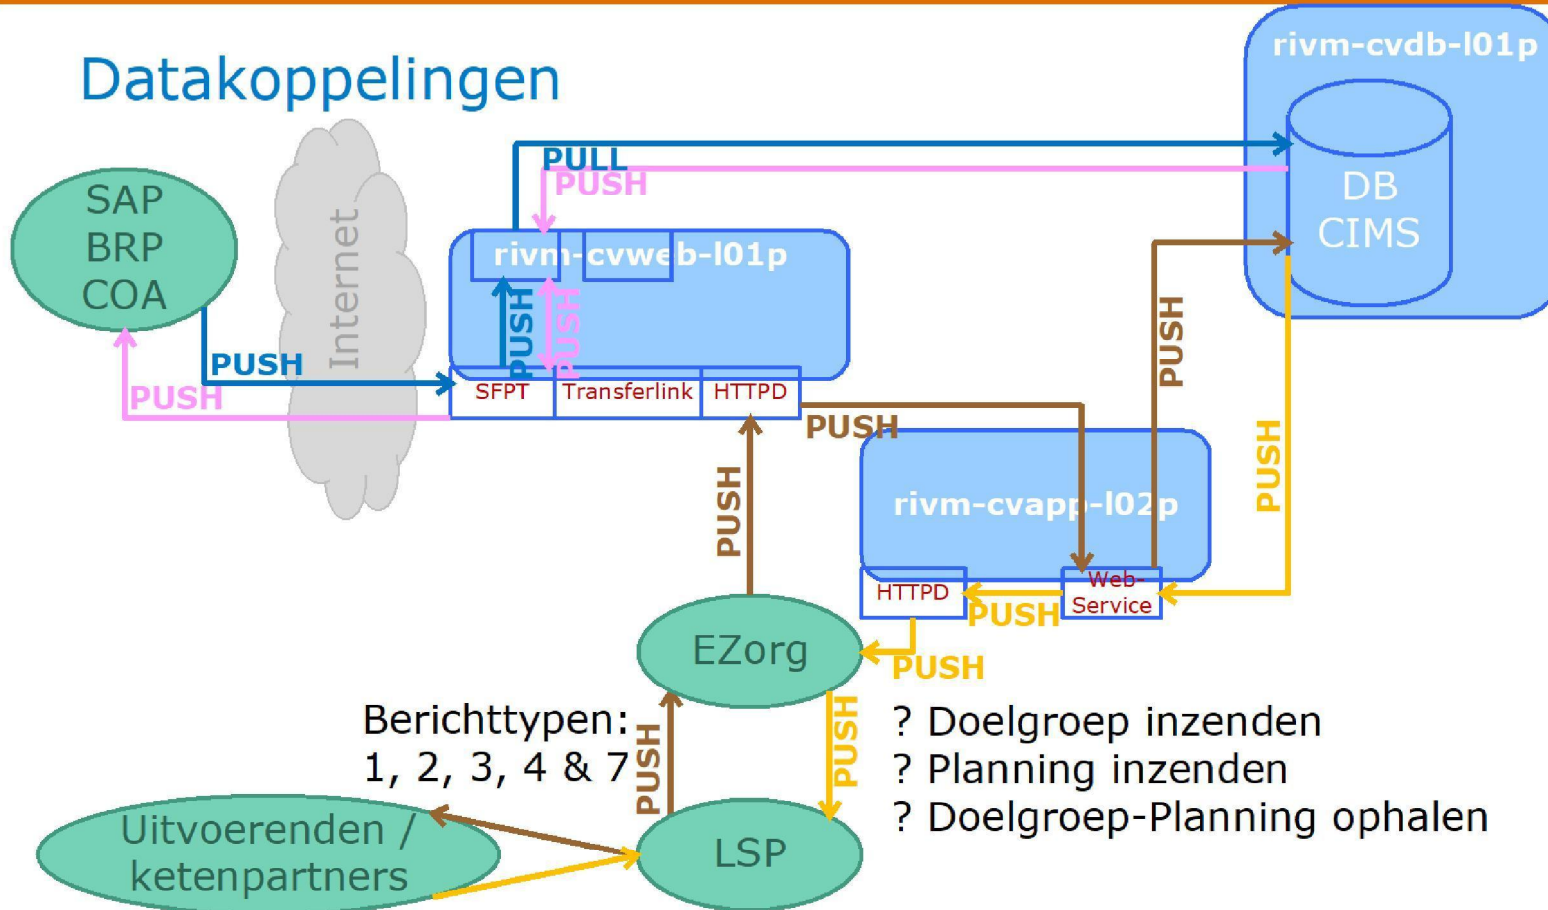 rivm-cvdb-l01p
Datakoppelingen
PULL
PUSH
DB
CIMS
SAP
BRP
COA
Internet
rivm-cvweb-l01p
PUSH
PUSH
PUSH
PUSH
PUSH
SFPT
Transferlink
HTTPD
PUSH
PUSH
PUSH
PUSH
rivm-cvapp-l02p
HTTPD
Web-
Service
PUSH
PUSH
EZorg
Berichttypen:
1, 2, 3, 4 & 7
PUSH
PUSH
? Doelgroep inzenden
? Planning inzenden
? Doelgroep-Planning ophalen
Uitvoerenden /
ketenpartners
LSP